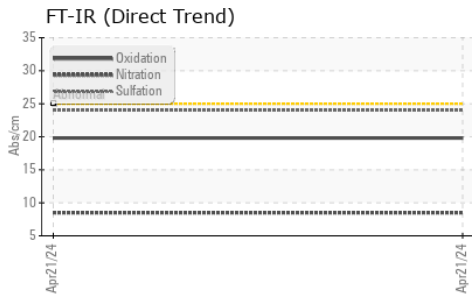 FT-IR (Direct Trend)
35
30
25
20
15
10
5
Abs/cm
Oxidation
Nitration
Sulfation
Abnormal
Apr21/24
Apr21/24